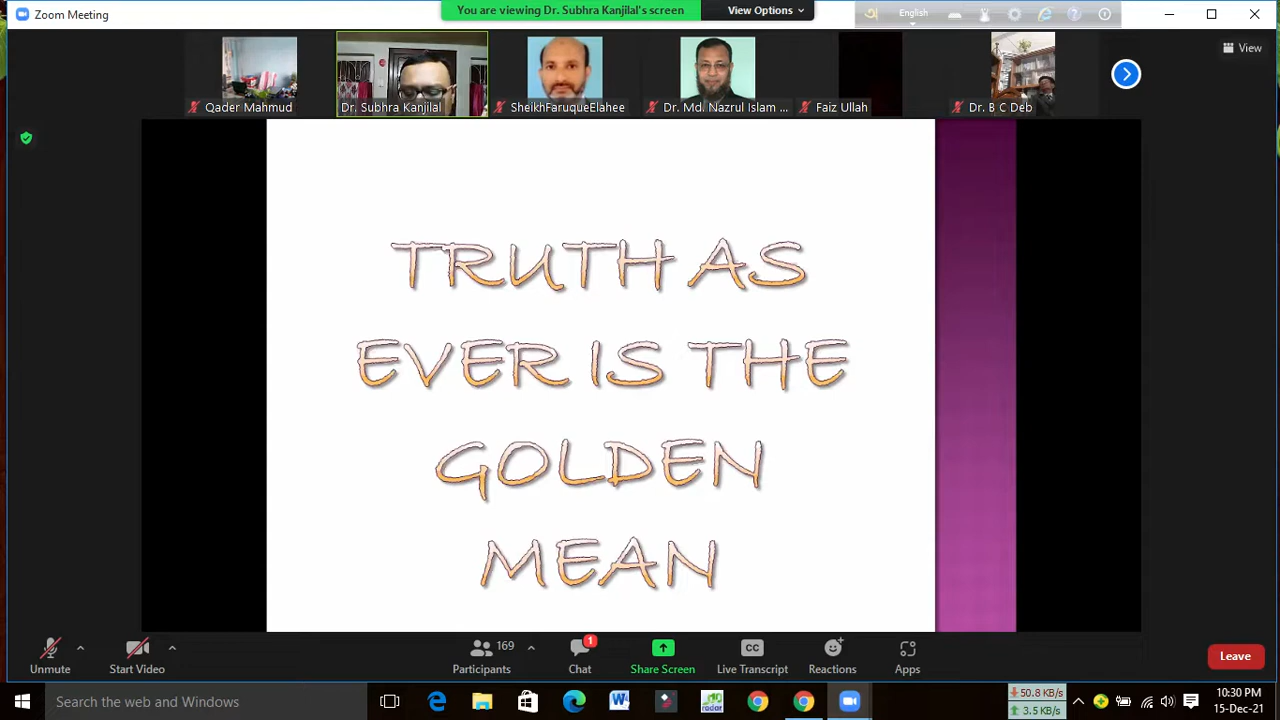 Zoom Meeting
You are viewing Dr. Subhra Kanjilal's screen
View Options
English
View
Qader Mahmud
Dr. Subhra Kanjilal
SheikhFaruqueElahee
Dr. Md. Nazrul Islam ...
Faiz Ullah
Dr. B C Deb
TRUTH AS
EVER IS THE
GOLDEN
MEAN
Unmute
Start Video
169
Participants
1
Chat
Share Screen
CC
Live Transcript
Reactions
Apps
Leave
Search the web and Windows
50.8 KB/s
3.5 KB/s
10:30 PM
15-Dec-21